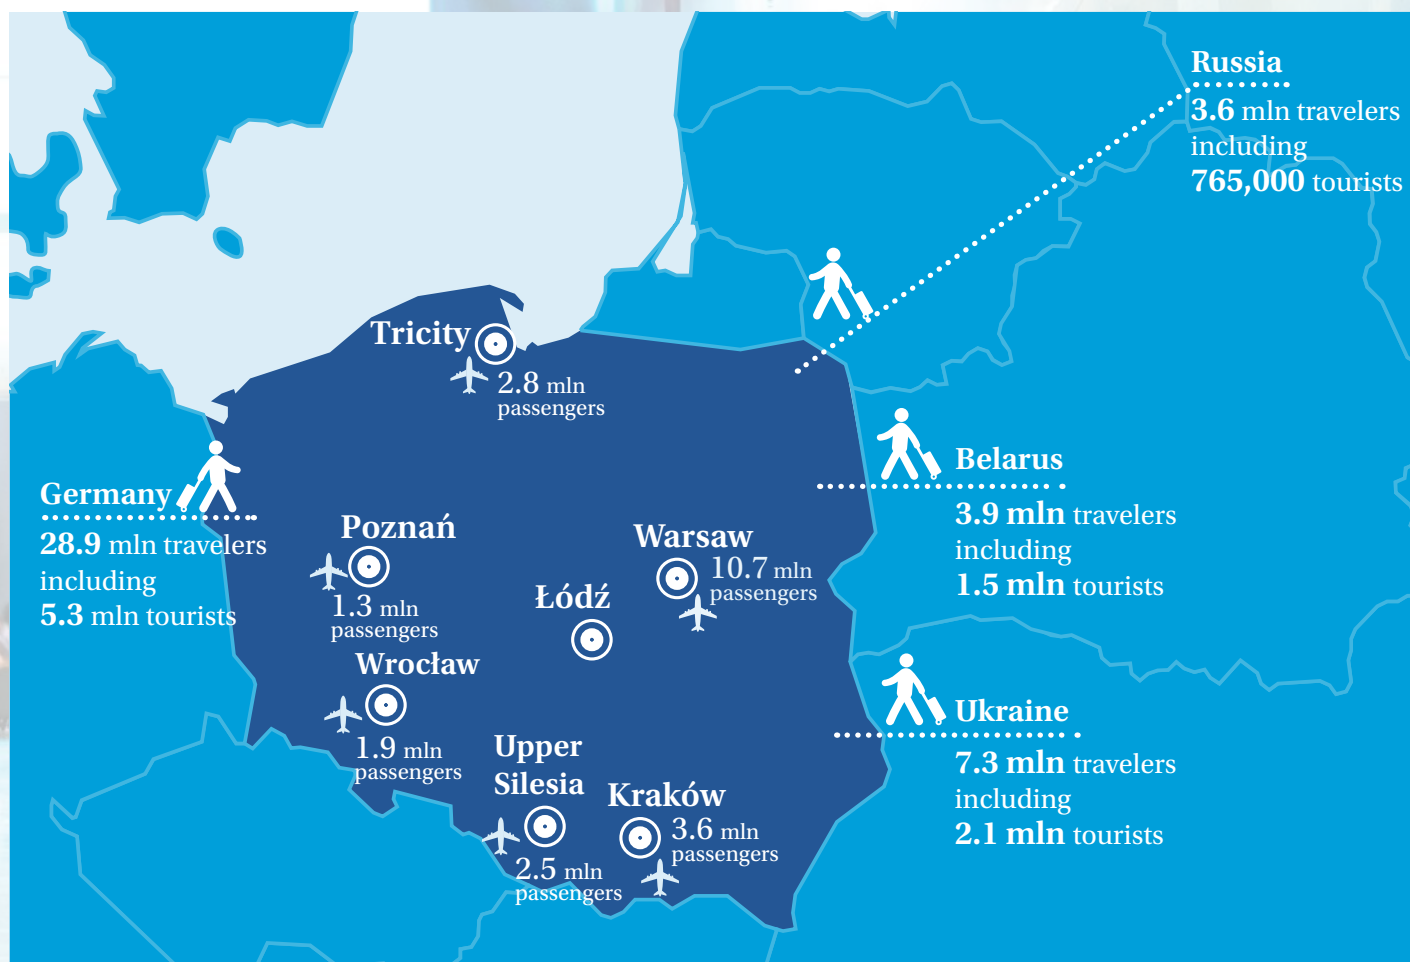 Russia
3.6 mln travelers
including
765,000 tourists
Tricity
2.8 mln
passengers
Germany
28.9 mln travelers
including
5.3 mln tourists
Belarus
3.9 mln travelers
including
1.5 mln tourists
Poznań
1.3 mln
passengers
Warsaw
10.7 mln
passengers
Łódź
Wrocław
1.9 mln
passengers
Upper
Silesia
2.5 mln
passengers
Kraków
3.6 mln
passengers
Ukraine
7.3 mln travelers
including
2.1 mln tourists